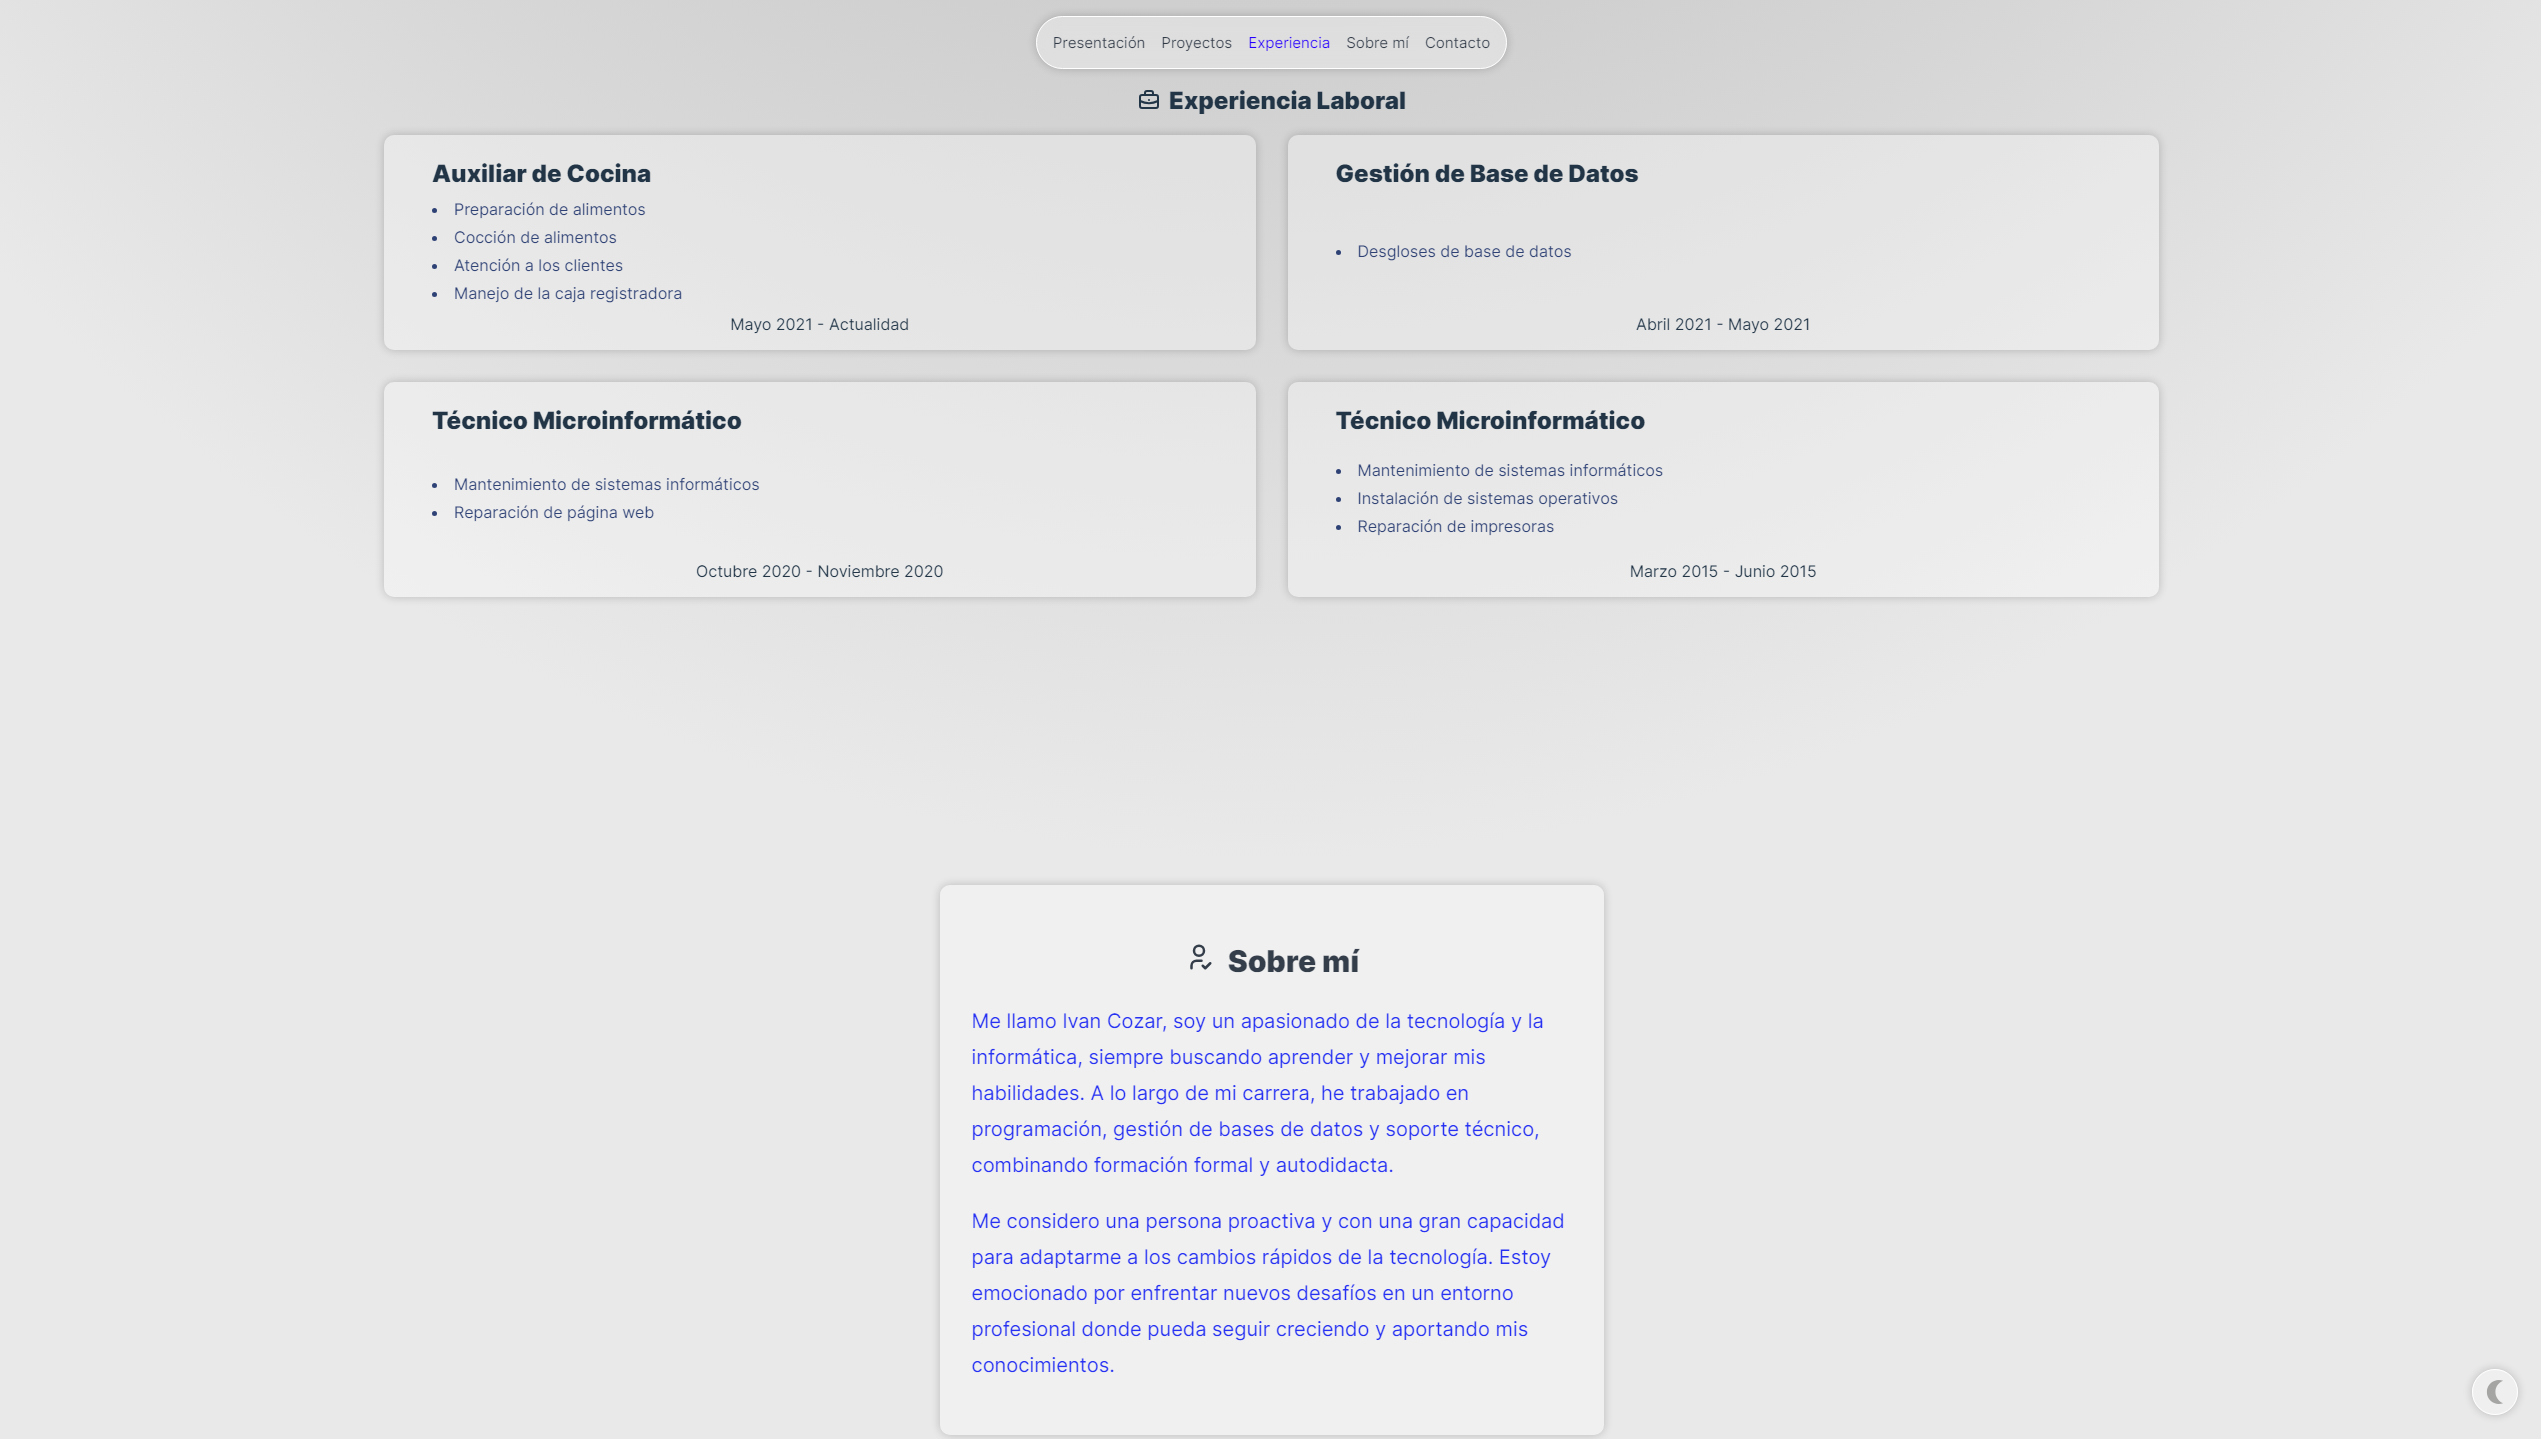 Presentación Proyectos Experiencia Sobre mí Contacto
Experiencia Laboral
Auxiliar de Cocina
Preparación de alimentos
Cocción de alimentos
Atención a los clientes
Manejo de la caja registradora
Mayo 2021 - Actualidad
Gestión de Base de Datos
Desgloses de base de datos
Abril 2021 - Mayo 2021
Técnico Microinformático
Mantenimiento de sistemas informáticos
Reparación de página web
Octubre 2020 - Noviembre 2020
Técnico Microinformático
Mantenimiento de sistemas informáticos
Instalación de sistemas operativos
Reparación de impresoras
Marzo 2015 - Junio 2015
Sobre mí
Me llamo Ivan Cozar, soy un apasionado de la tecnología y la
informática, siempre buscando aprender y mejorar mis
habilidades. A lo largo de mi carrera, he trabajado en
programación, gestión de bases de datos y soporte técnico,
combinando formación formal y autodidacta.
Me considero una persona proactiva y con una gran capacidad
para adaptarme a los cambios rápidos de la tecnología. Estoy
emocionado por enfrentar nuevos desafíos en un entorno
profesional donde pueda seguir creciendo y aportando mis
conocimientos.